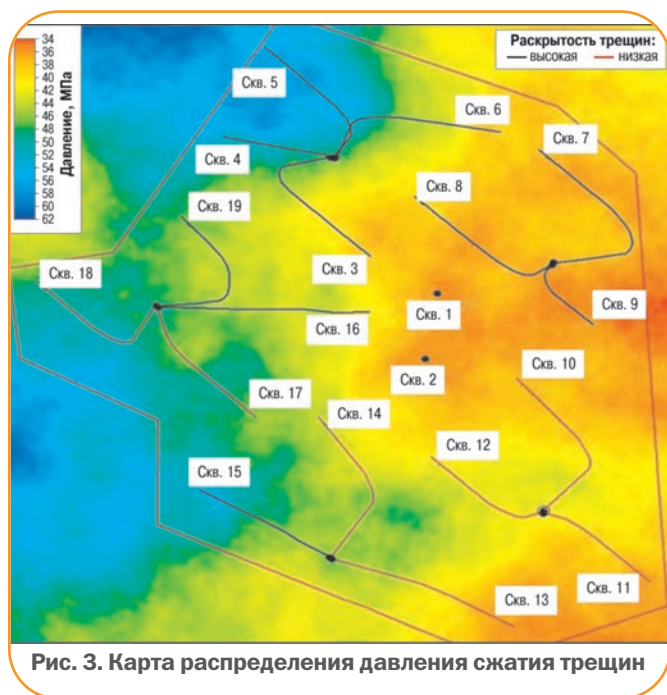 Раскрытость трещин:
высокая низкая
Давление, МПа
34
36
38
40
42
44
46
48
50
52
54
56
58
60
62
Скв. 5
Скв. 6
Скв. 7
Скв. 4
Скв. 8
Скв. 19
Скв. 18
Скв. 3
Скв. 1
Скв. 9
Скв. 16
Скв. 2
Скв. 10
Скв. 17
Скв. 14
Скв. 12
Скв. 15
Скв. 11
Скв. 13
Рис. 3. Карта распределения давления сжатия трещин